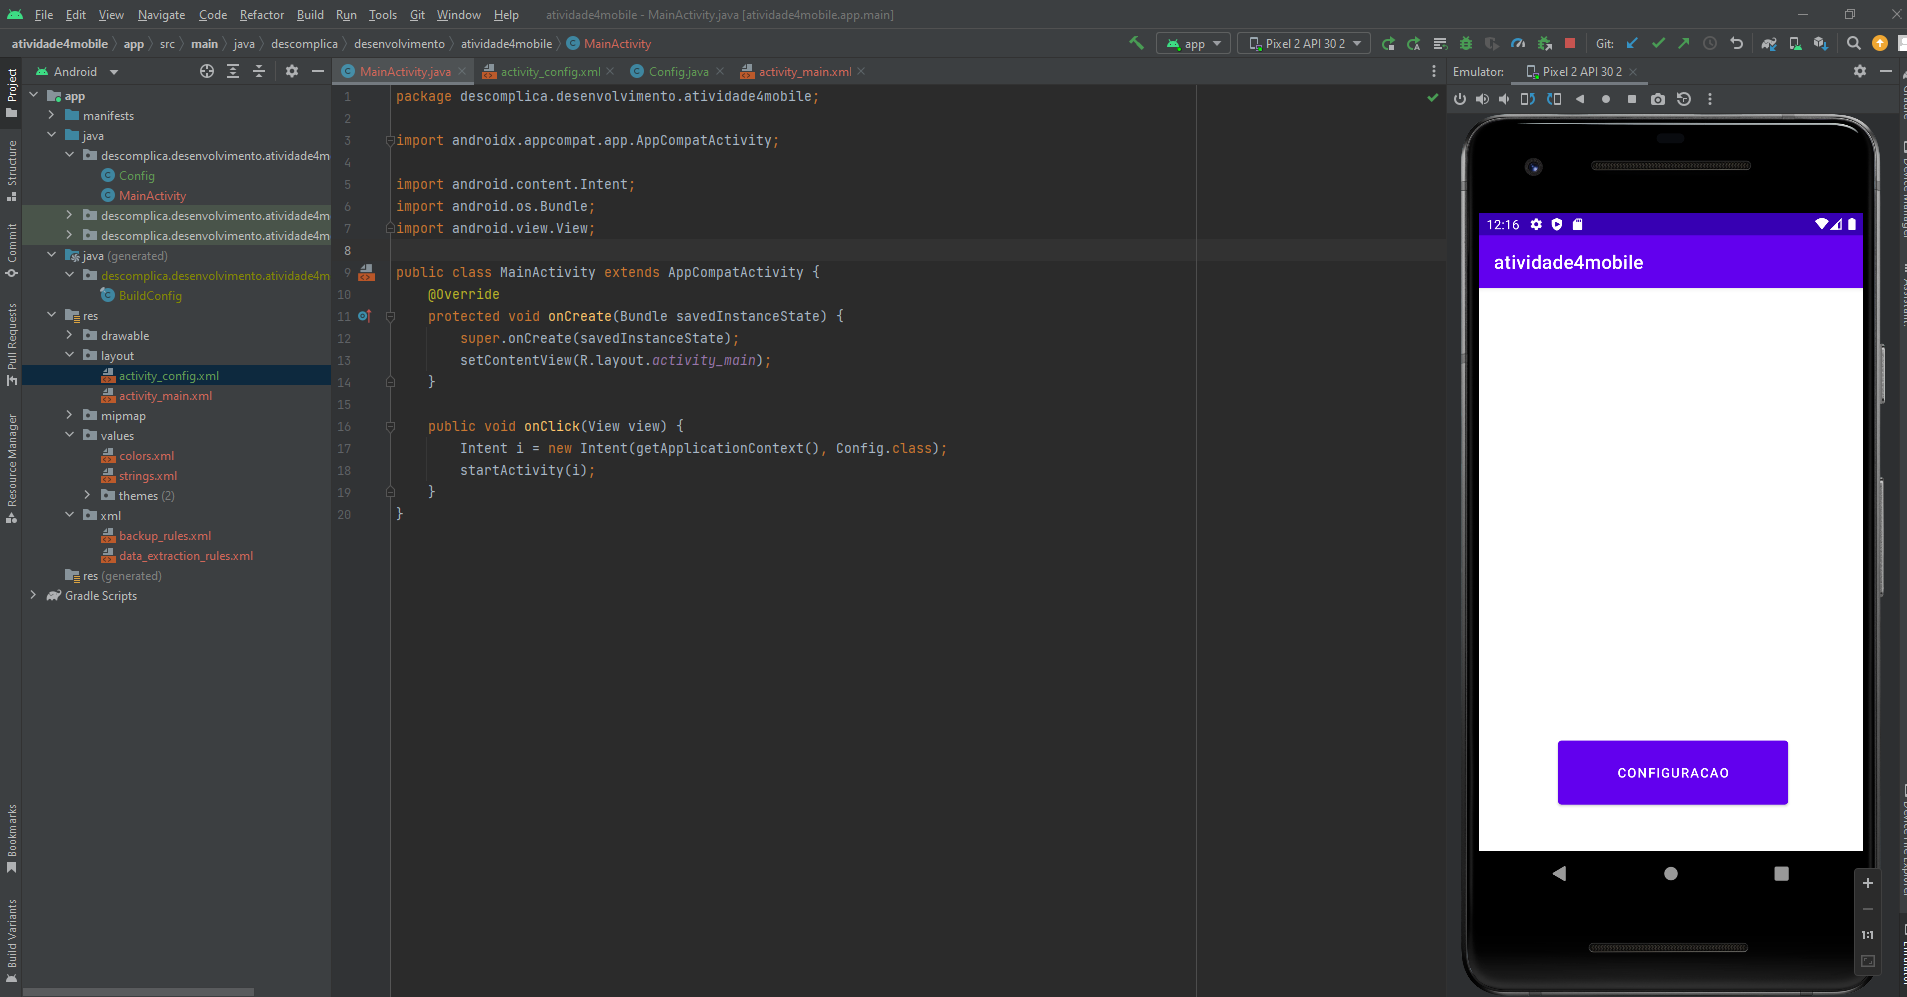 File Edit View Navigate Code Refactor Build Run Tools Git Window Help atividade4mobile - MainActivity.java [atividade4mobile.app.main]
atividade4mobile app src main java descomplica desenvolvimento atividade4mobile MainActivity app Pixel 2 API 30 2 Git:
Project
Structure
Commit
Pull Requests
Resource Manager
Bookmarks
Build Variants
Android
app
manifests
java
descomplica.desenvolvimento.atividade4m
Config
MainActivity
descomplica.desenvolvimento.atividade4m
descomplica.desenvolvimento.atividade4m
java (generated)
descomplica.desenvolvimento.atividade4m
BuildConfig
res
drawable
layout
activity_config.xml
activity_main.xml
mipmap
values
colors.xml
strings.xml
themes (2)
xml
backup_rules.xml
data_extraction_rules.xml
res (generated)
Gradle Scripts
MainActivity.java activity_config.xml Config.java activity_main.xml
1 package descomplica.desenvolvimento.atividade4mobile;
2
3 import androidx.appcompat.app.AppCompatActivity;
4
5 import android.content.Intent;
6 import android.os.Bundle;
7 import android.view.View;
8
9 public class MainActivity extends AppCompatActivity {
10 @Override
11 protected void onCreate(Bundle savedInstanceState) {
12 super.onCreate(savedInstanceState);
13 setContentView(R.layout.activity_main);
14 }
15
16 public void onClick(View view) {
17 Intent i = new Intent(getApplicationContext(), Config.class);
18 startActivity(i);
19 }
20 }
Emulator: Pixel 2 API 30 2
12:16
atividade4mobile
CONFIGURACAO
1:1